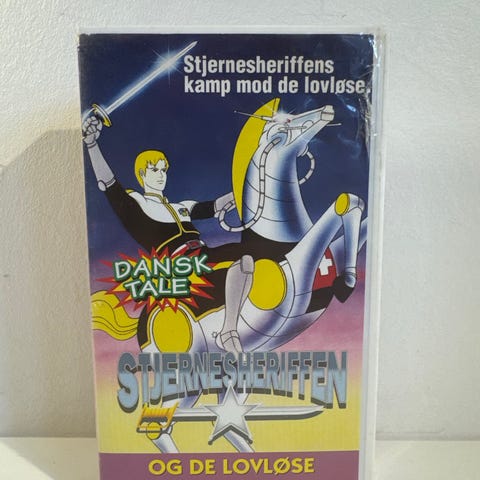 Stjernesheriffens
kamp mod de lovløse.
DANSK
TALE
STJERNESHERIFFEN
OG DE LOVLØSE